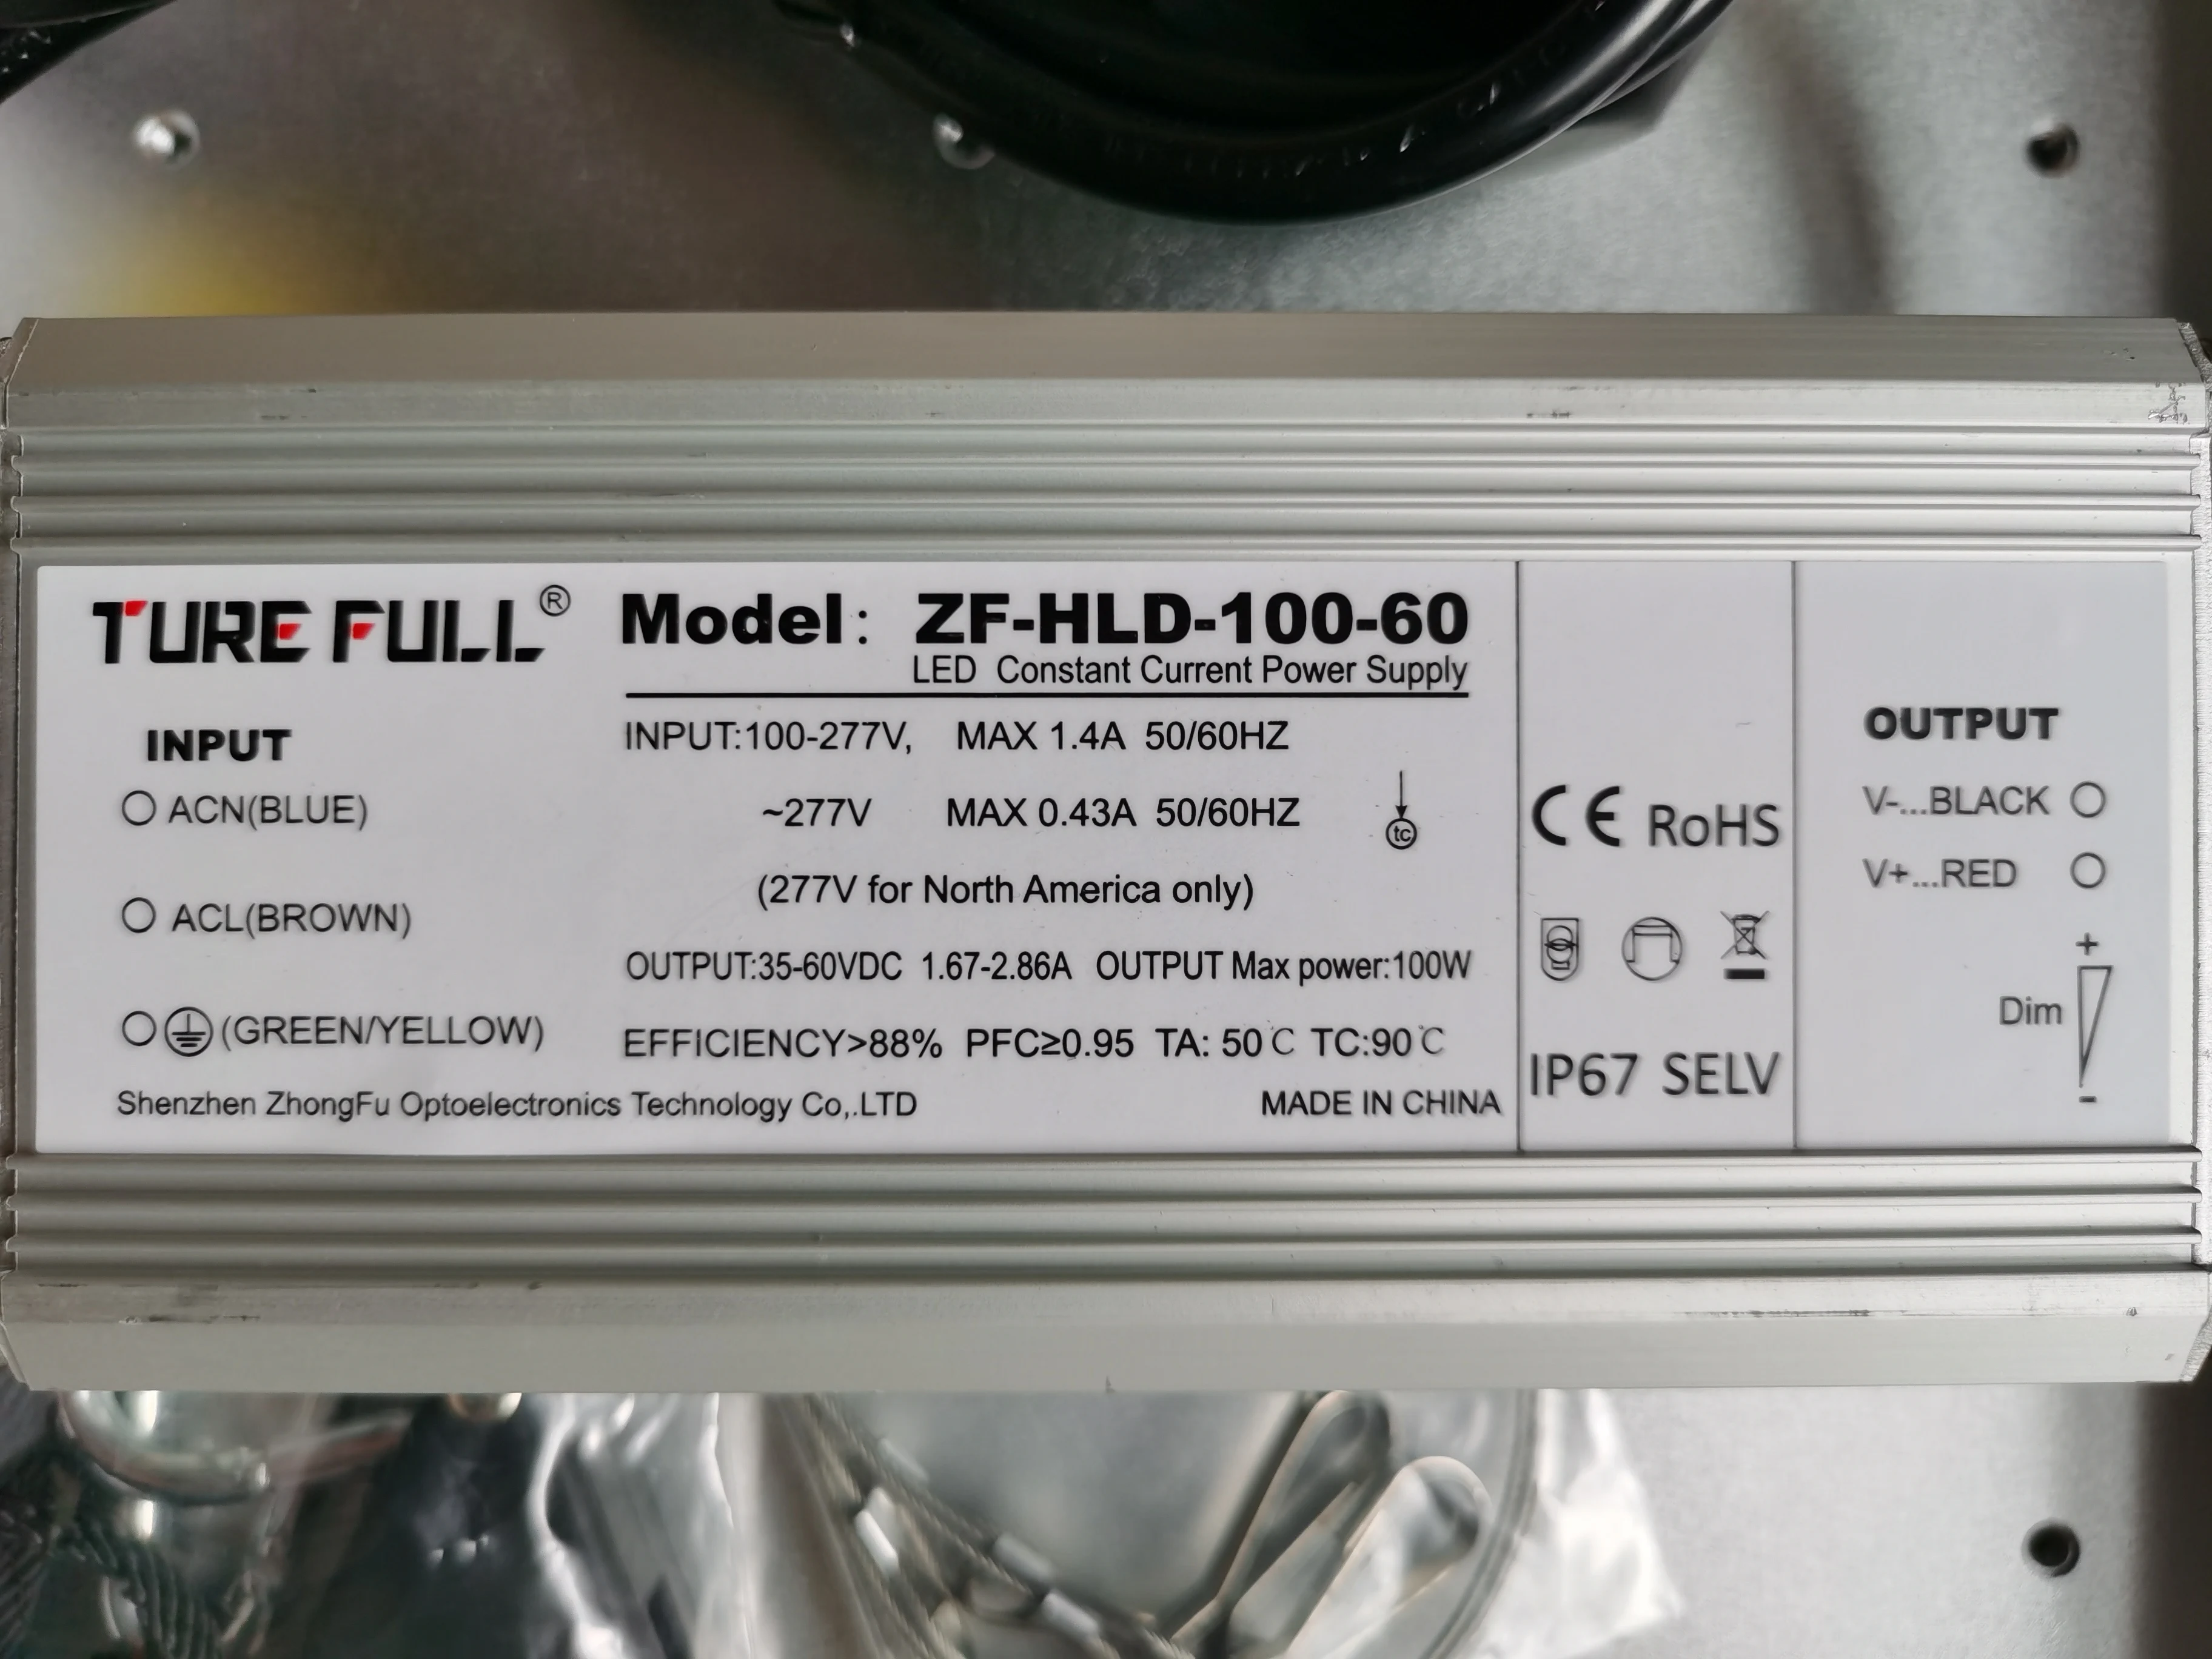 TURE FULL®
Model: ZF-HLD-100-60
LED Constant Current Power Supply
INPUT
ACN(BLUE)
ACL(BROWN)
(GREEN/YELLOW)
INPUT:100-277V, MAX 1.4A 50/60HZ
~277V MAX 0.43A 50/60HZ
(277V for North America only)
tc
OUTPUT:35-60VDC 1.67-2.86A OUTPUT Max power:100W
EFFICIENCY>88% PFC≥0.95 TA: 50℃ TC:90℃
Shenzhen ZhongFu Optoelectronics Technology Co,.LTD
MADE IN CHINA
CE RoHS
IP67 SELV
OUTPUT
V-...BLACK
V+...RED
+
Dim
-